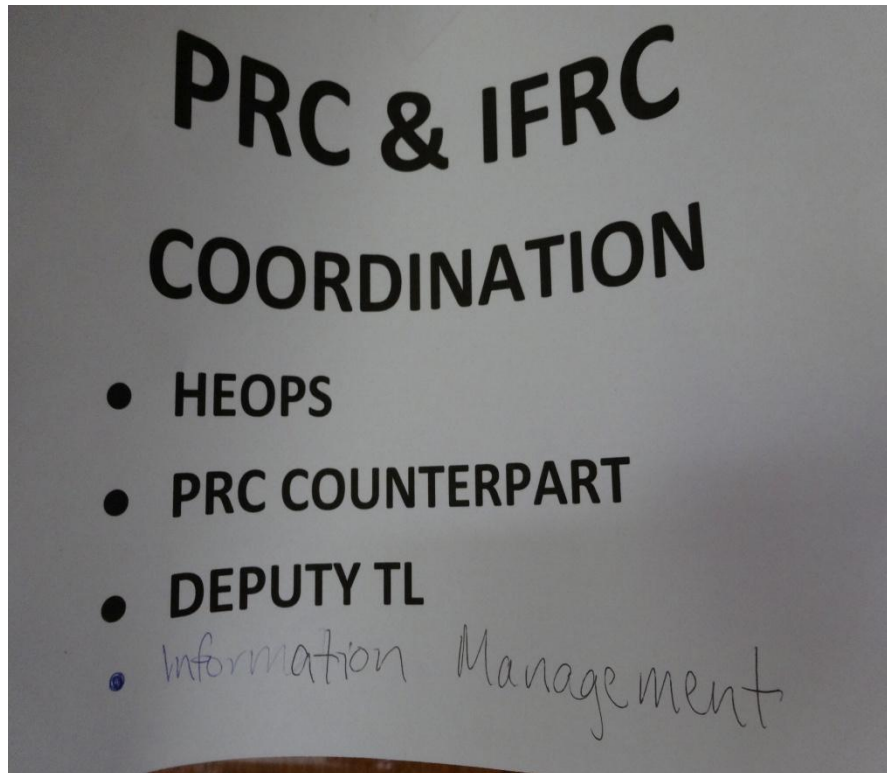 PRC & IFRC
COORDINATION
• HEOPS
• PRC COUNTERPART
• DEPUTY TL
• Information Management